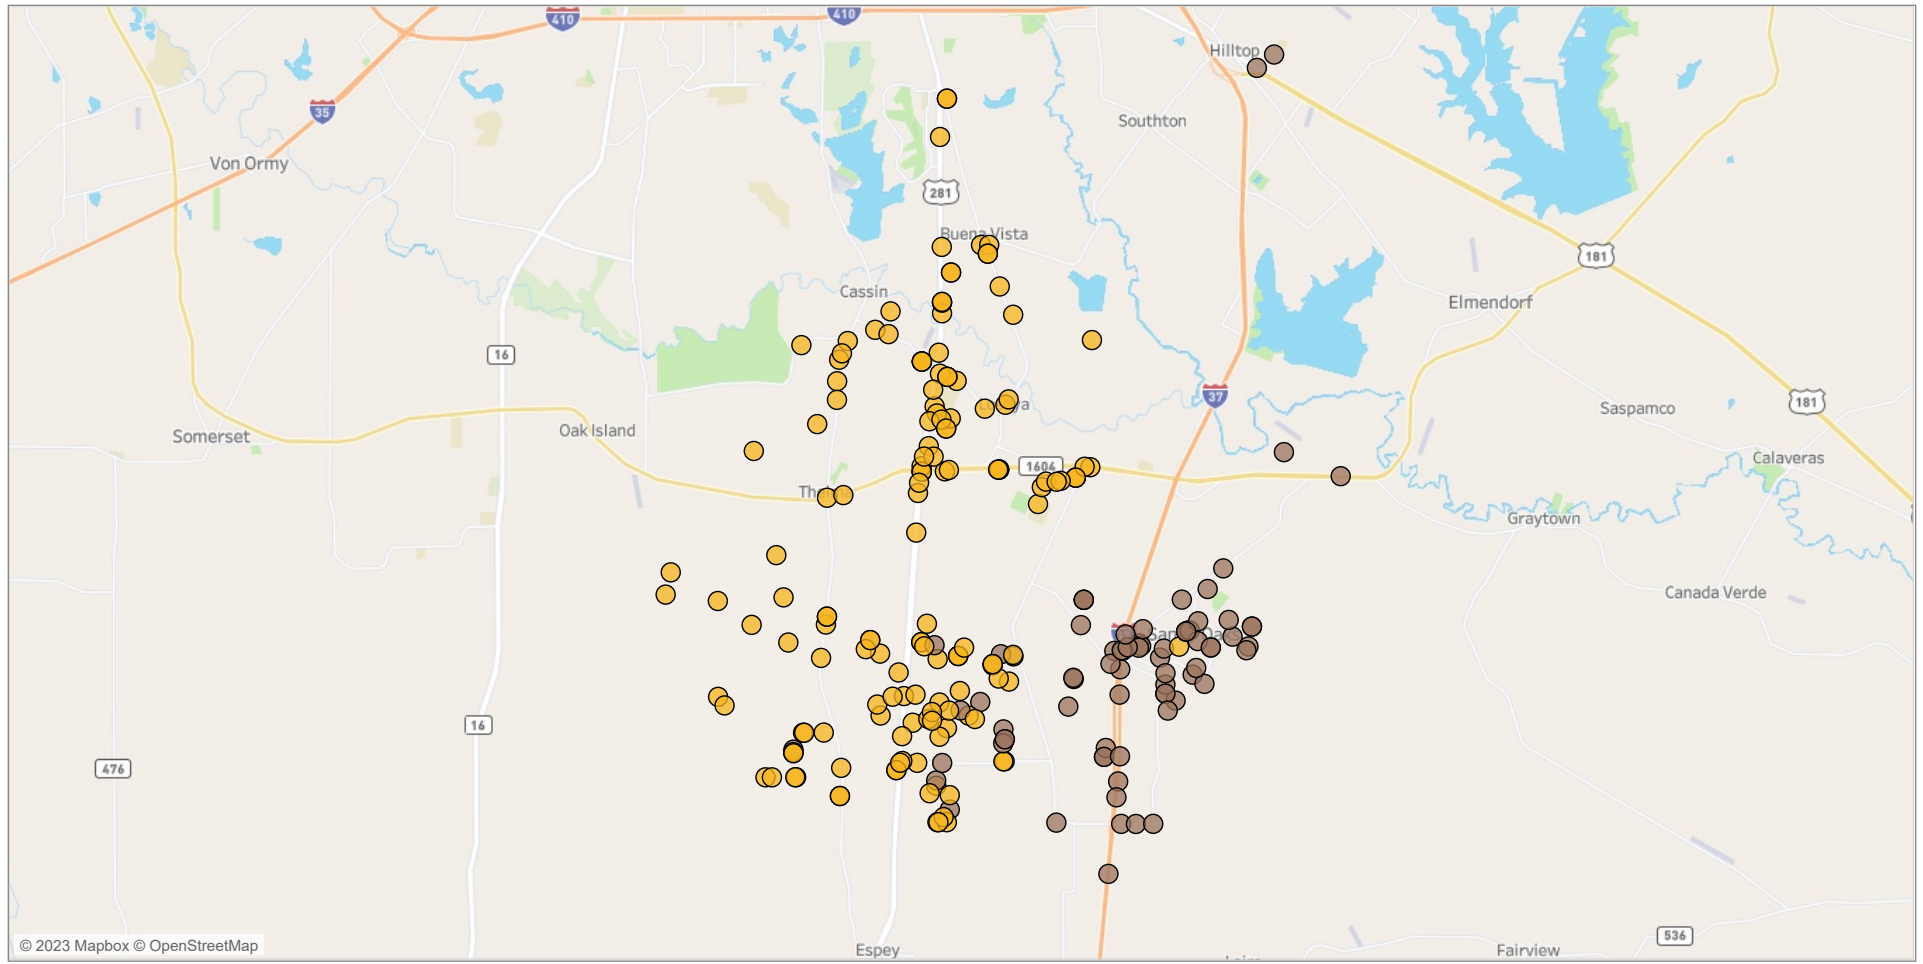 410
410
Hilltop
35
Southton
Von Ormy
281
Buena Vista
181
Cassin
Elmendorf
16
37
181
Saspamco
Somerset
Oak Island
1604
Calaveras
Graytown
Canada Verde
16
476
536
© 2023 Mapbox © OpenStreetMap
Espey
Fairview